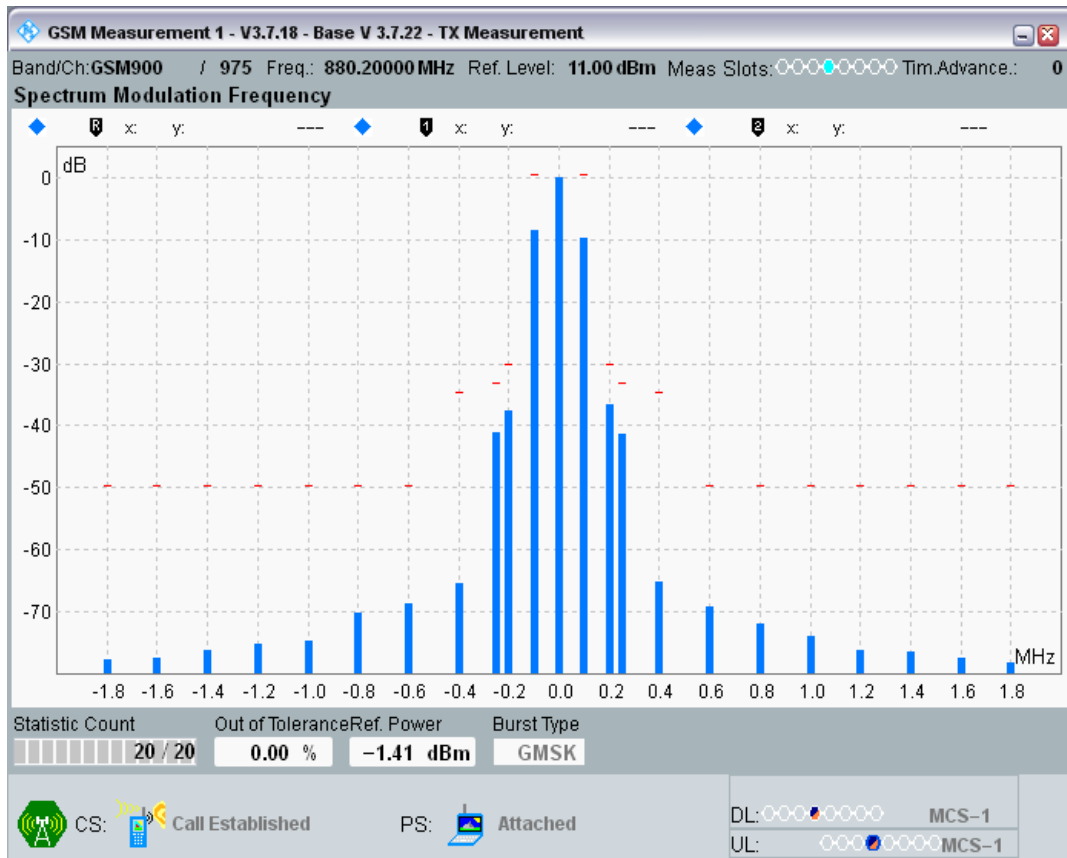 GSM Measurement 1 - V3.7.18 - Base V 3.7.22 - TX Measurement
Band/Ch:GSM900 / 975 Freq.: 880.20000 MHz Ref. Level: 11.00 dBm Meas Slots: Tim.Advance.: 0
Spectrum Modulation Frequency
R x: y: --- 1 x: y: --- 2 x: y: ---
dB
0
-10
-20
-30
-40
-50
-60
-70
MHz
-1.8 -1.6 -1.4 -1.2 -1.0 -0.8 -0.6 -0.4 -0.2 0.0 0.2 0.4 0.6 0.8 1.0 1.2 1.4 1.6 1.8
Statistic Count Out of Tolerance Ref. Power Burst Type
20 / 20 0.00 % −1.41 dBm GMSK
CS: Call Established PS: Attached
DL: MCS−1
UL: MCS−1